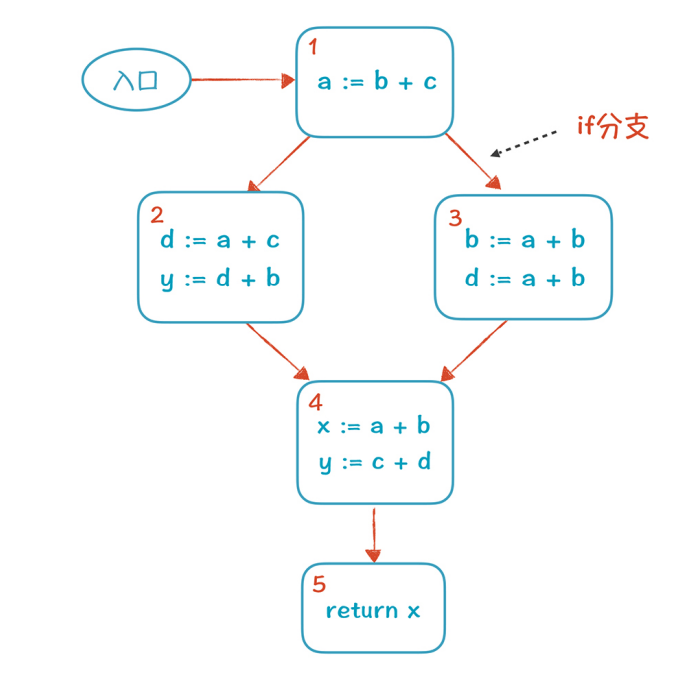 入口
1
a := b + c
if分支
2
d := a + c
y := d + b
3
b := a + b
d := a + b
4
x := a + b
y := c + d
5
return x